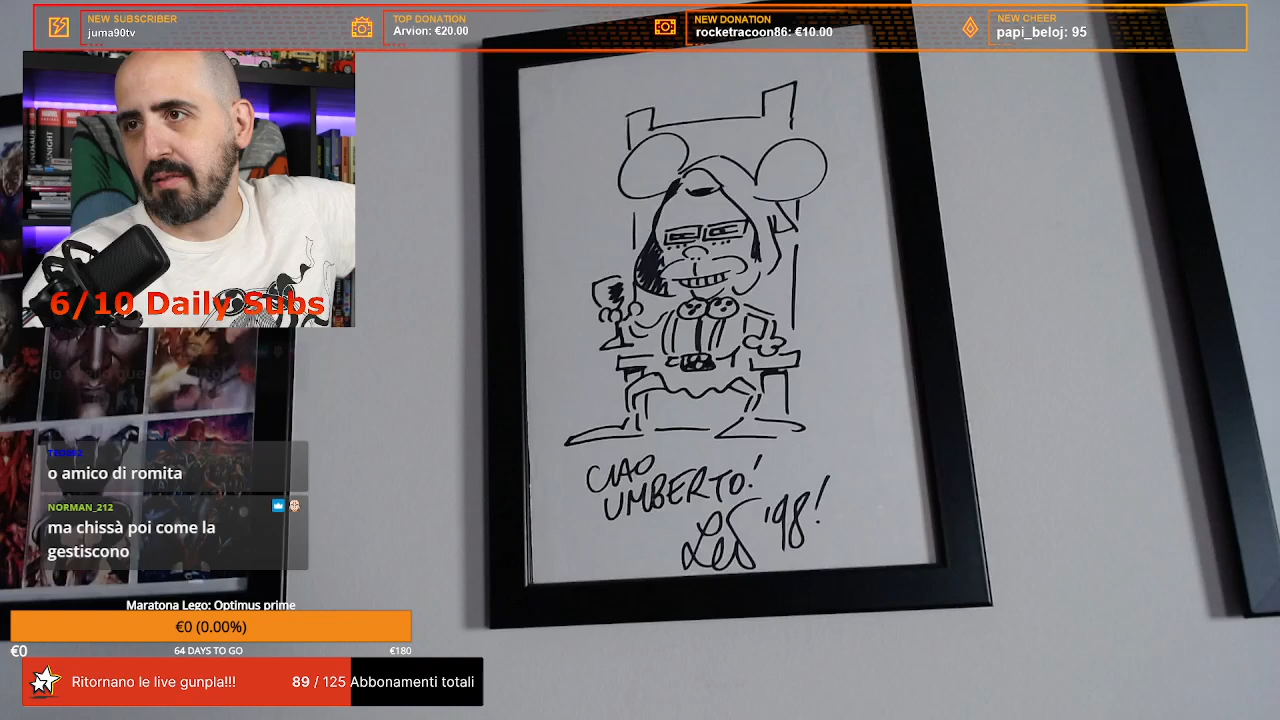 NEW SUBSCRIBER
juma90tv
TOP DONATION
Arvion: €20.00
NEW DONATION
rocketracoon86: €10.00
NEW CHEER
papi_beloj: 95
6/10 Daily Subs
o amico di romita
NORMAN_212
ma chissà poi come la
gestiscono
Maratona Lego: Optimus prime
€0 (0.00%)
€0
64 DAYS TO GO
€180
Ritornano le live gunpla!!!
89 / 125 Abbonamenti totali
CIAO
UMBERTO!
Leo '98!